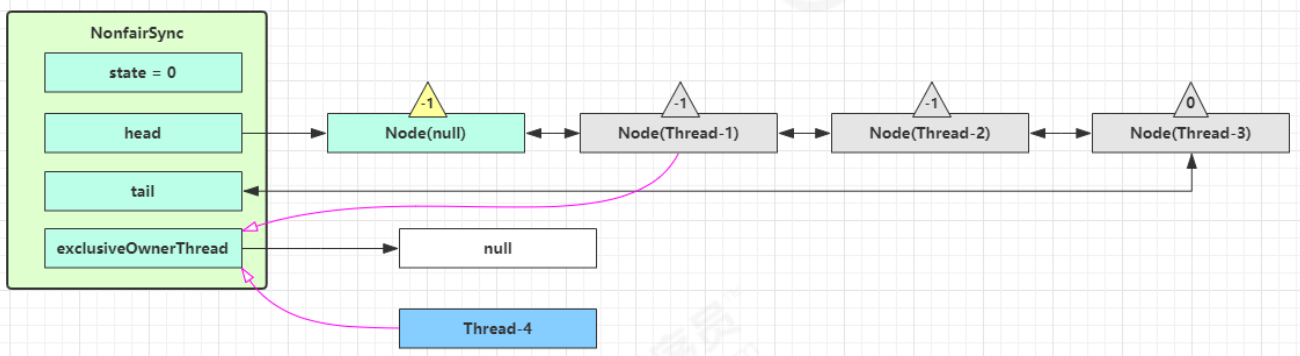 NonfairSync
state = 0
head
tail
exclusiveOwnerThread
-1
Node(null)
-1
Node(Thread-1)
-1
Node(Thread-2)
0
Node(Thread-3)
null
Thread-4